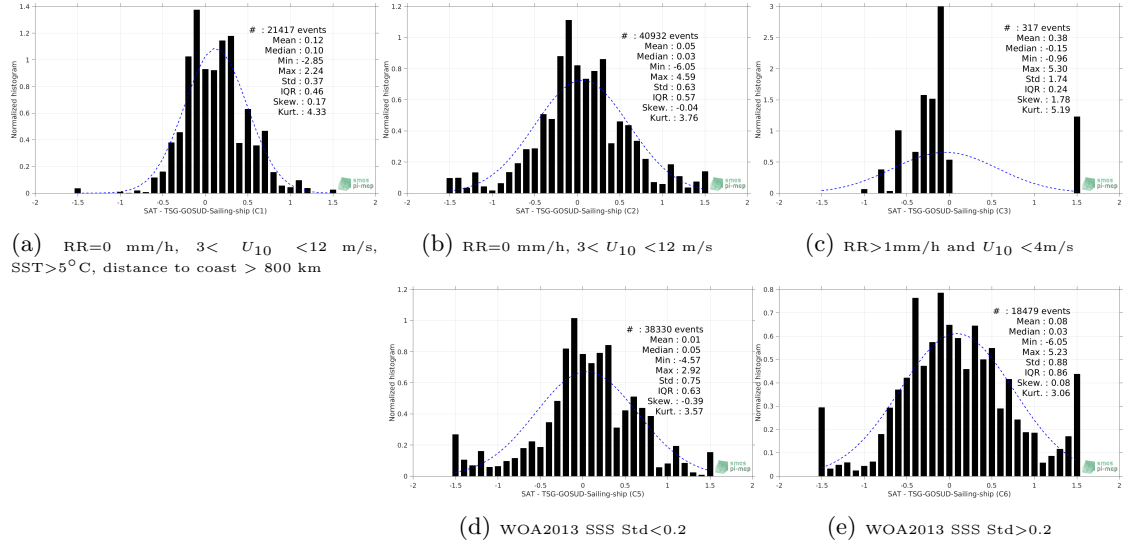 1.4
1.2
1
0.8
0.6
0.4
0.2
0
-2
-1.5
-1
-0.5
0
0.5
1
1.5
2
Normalized histogram
SAT - TSG-GOSUD-Sailing-ship (C1)
# : 21417 events
Mean : 0.12
Median : 0.10
Min : -2.85
Max : 2.24
Std : 0.37
IQR : 0.46
Skew. : 0.17
Kurt. : 4.33
smos
pi-mep
(a) RR=0 mm/h, 3< U10 <12 m/s,
SST>5°C, distance to coast > 800 km
1.2
1
0.8
0.6
0.4
0.2
0
-2
-1.5
-1
-0.5
0
0.5
1
1.5
2
Normalized histogram
SAT - TSG-GOSUD-Sailing-ship (C2)
# : 40932 events
Mean : 0.05
Median : 0.03
Min : -6.05
Max : 4.59
Std : 0.63
IQR : 0.57
Skew. : -0.04
Kurt. : 3.76
smos
pi-mep
(b) RR=0 mm/h, 3< U10 <12 m/s
3
2.5
2
1.5
1
0.5
0
-2
-1.5
-1
-0.5
0
0.5
1
1.5
2
Normalized histogram
SAT - TSG-GOSUD-Sailing-ship (C3)
# : 317 events
Mean : 0.38
Median : -0.15
Min : -0.96
Max : 5.30
Std : 1.74
IQR : 0.24
Skew. : 1.78
Kurt. : 5.19
smos
pi-mep
(c) RR>1mm/h and U10 <4m/s
1.2
1
0.8
0.6
0.4
0.2
0
-2
-1.5
-1
-0.5
0
0.5
1
1.5
2
Normalized histogram
SAT - TSG-GOSUD-Sailing-ship (C5)
# : 38330 events
Mean : 0.01
Median : 0.05
Min : -4.57
Max : 2.92
Std : 0.75
IQR : 0.63
Skew. : -0.39
Kurt. : 3.57
smos
pi-mep
(d) WOA2013 SSS Std<0.2
0.8
0.7
0.6
0.5
0.4
0.3
0.2
0.1
0
-2
-1.5
-1
-0.5
0
0.5
1
1.5
2
Normalized histogram
SAT - TSG-GOSUD-Sailing-ship (C6)
# : 18479 events
Mean : 0.08
Median : 0.03
Min : -6.05
Max : 5.23
Std : 0.88
IQR : 0.86
Skew. : 0.08
Kurt. : 3.06
smos
pi-mep
(e) WOA2013 SSS Std>0.2